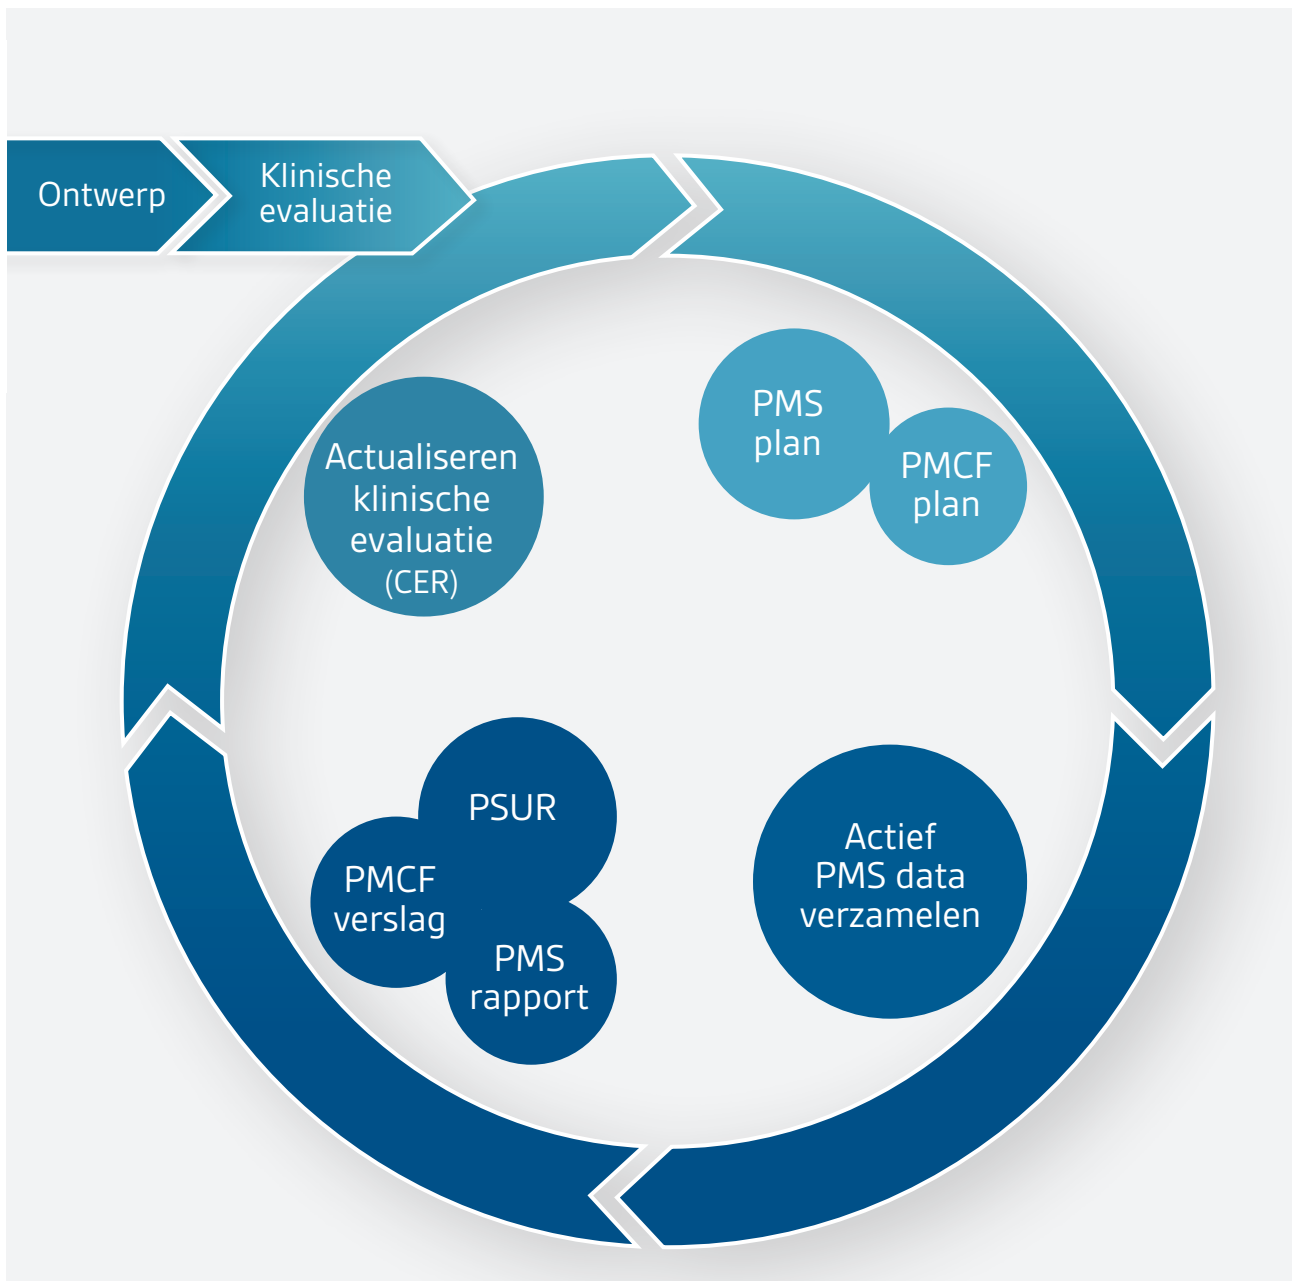 Ontwerp
Klinische
evaluatie
PMS
plan
PMCF
plan
Actualiseren
klinische
evaluatie
(CER)
PSUR
PMCF
verslag
PMS
rapport
Actief
PMS data
verzamelen